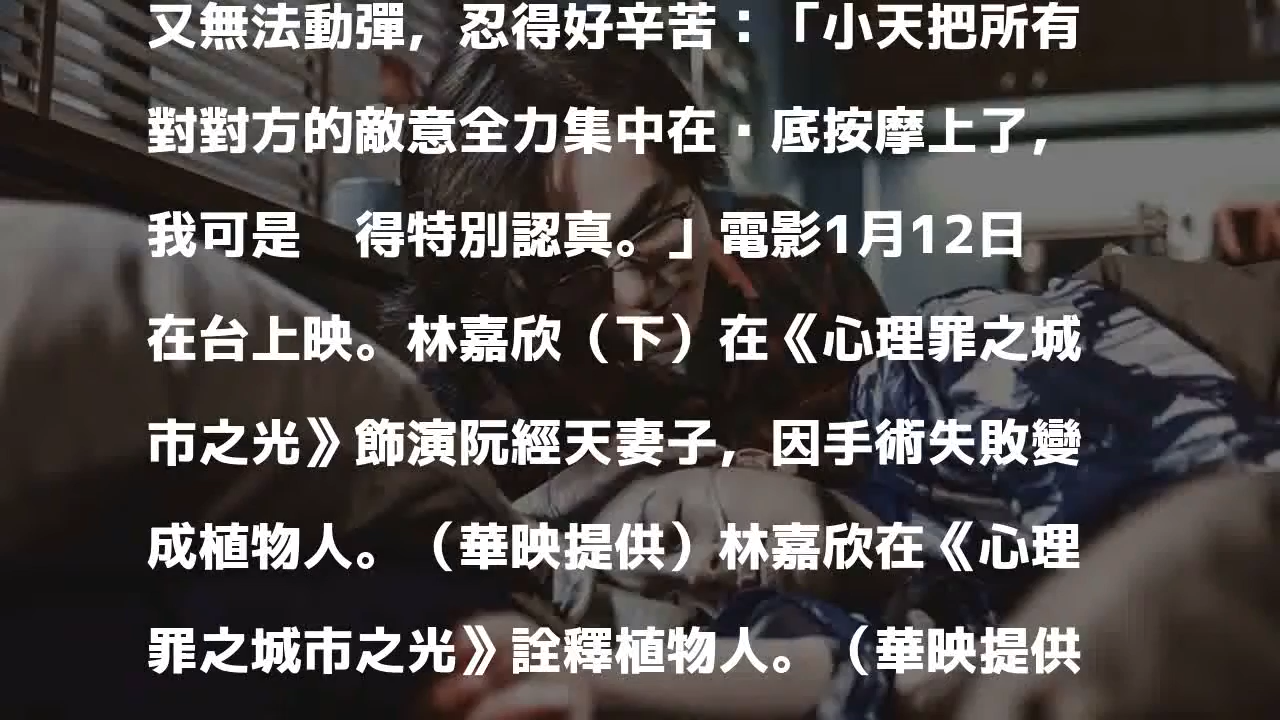 又無法動彈，忍得好辛苦：「小天把所有
對對方的敵意全力集中在·底按摩上了，
我可是　得特別認真。」電影1月12日
在台上映。林嘉欣（下）在《心理罪之城
市之光》飾演阮經天妻子，因手術失敗變
成植物人。（華映提供）林嘉欣在《心理
罪之城市之光》詮釋植物人。（華映提供